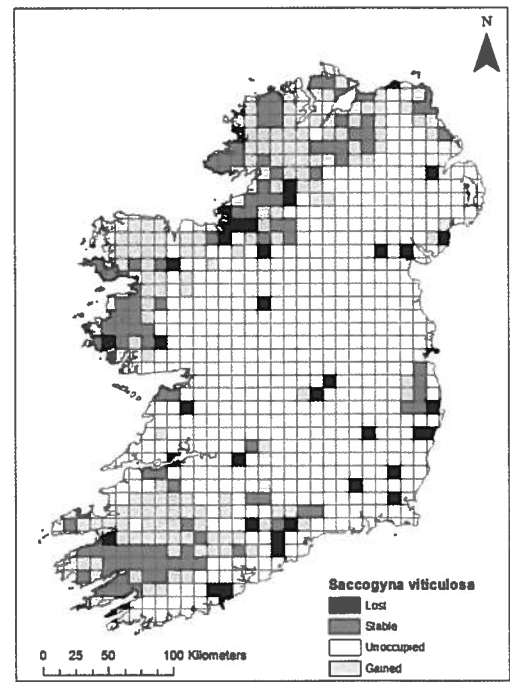 N
Saccogyna viticulosa
Lost
Stable
Unoccupied
Gained
0 25 50 100 Kilometers